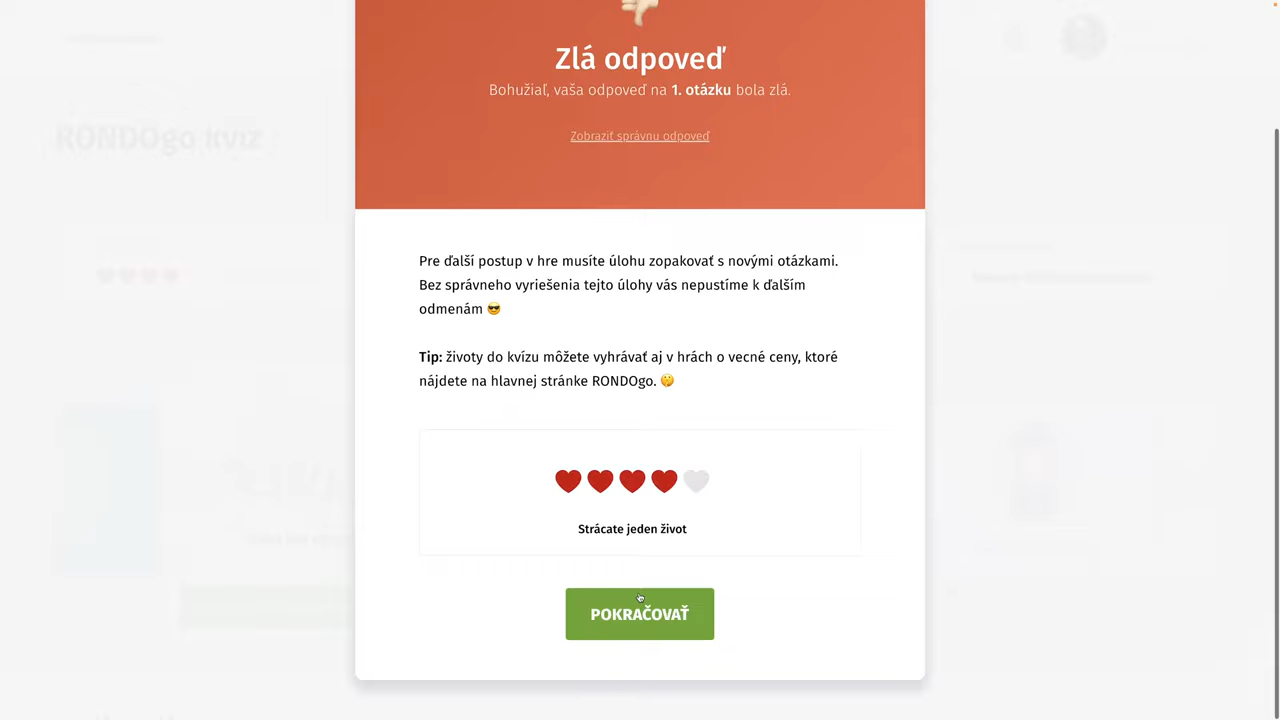 Zlá odpoveď
Bohužiaľ, vaša odpoveď na 1. otázku bola zlá.
Zobraziť správnu odpoveď
RONDOgo kvíz
Pre ďalší postup v hre musíte úlohu zopakovať s novými otázkami.
Bez správneho vyriešenia tejto úlohy vás nepustíme k ďalším
odmenám 😎
Tip: životy do kvízu môžete vyhrávať aj v hrách o vecné ceny, ktoré
nájdete na hlavnej stránke RONDOgo. 🤫
Strácate jeden život
POKRAČOVAŤ